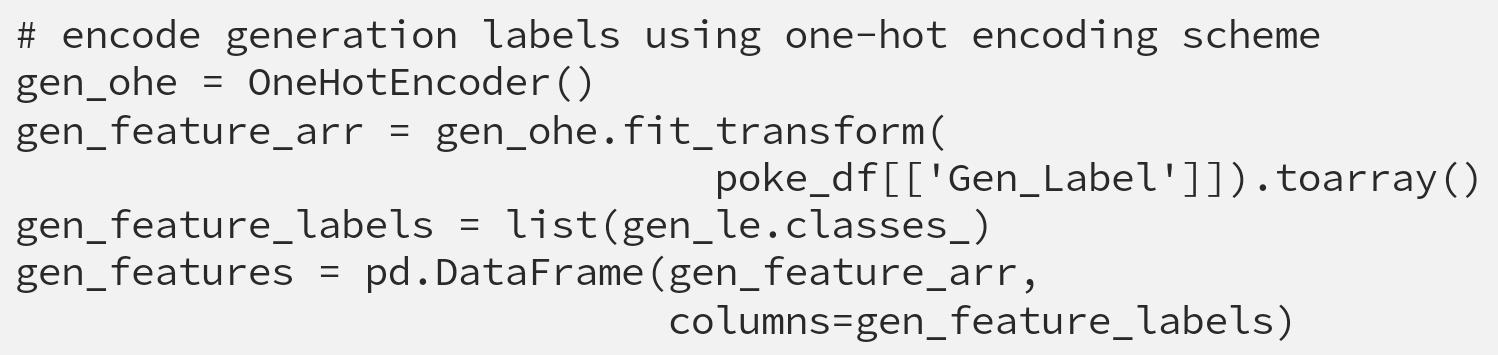 # encode generation labels using one-hot encoding scheme
gen_ohe = OneHotEncoder()
gen_feature_arr = gen_ohe.fit_transform(
                              poke_df[['Gen_Label']]).toarray()
gen_feature_labels = list(gen_le.classes_)
gen_features = pd.DataFrame(gen_feature_arr,
                            columns=gen_feature_labels)